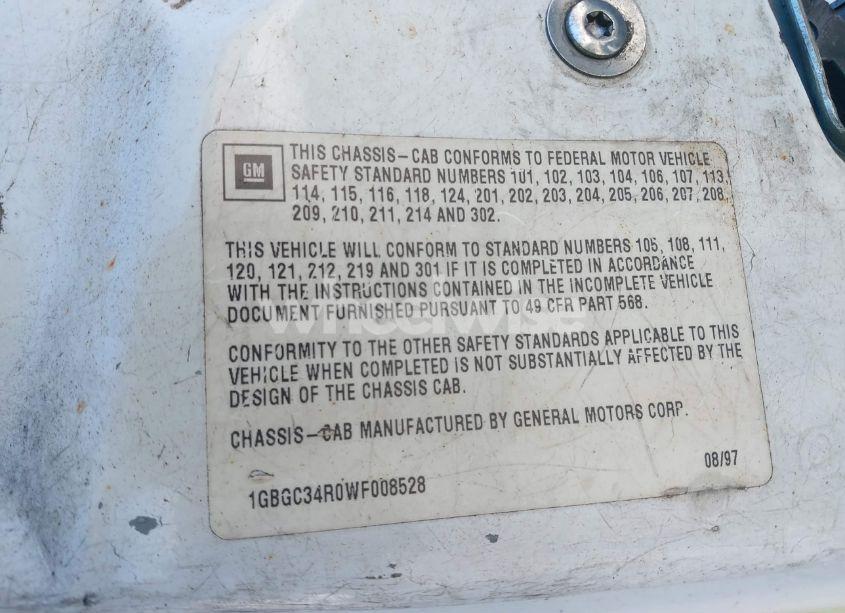 GM
THIS CHASSIS-CAB CONFORMS TO FEDERAL MOTOR VEHICLE
SAFETY STANDARD NUMBERS 101, 102, 103, 104, 106, 107, 113,
114, 115, 116, 118, 124, 201, 202, 203, 204, 205, 206, 207, 208,
209, 210, 211, 214 AND 302.
THIS VEHICLE WILL CONFORM TO STANDARD NUMBERS 105, 108, 111,
120, 121, 212, 219 AND 301 IF IT IS COMPLETED IN ACCORDANCE
WITH THE INSTRUCTIONS CONTAINED IN THE INCOMPLETE VEHICLE
DOCUMENT FURNISHED PURSUANT TO 49 CFR PART 568.
wheelwise
CONFORMITY TO THE OTHER SAFETY STANDARDS APPLICABLE TO THIS
VEHICLE WHEN COMPLETED IS NOT SUBSTANTIALLY AFFECTED BY THE
DESIGN OF THE CHASSIS CAB.
CHASSIS-CAB MANUFACTURED BY GENERAL MOTORS CORP.
08/97
1GBGC34R0WF008528